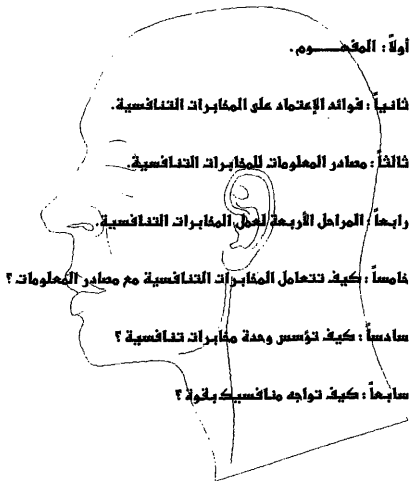 أولاً : المفهـــــوم .
ثانياً : فوائد الإعتماد على المخابرات التنافسية .
ثالثاً : مصادر المعلومات للمخابرات التنافسية .
رابعاً : المراحل الأربعة لعمل المخابرات التنافسية .
خامساً : كيف تتعامل المخابرات التنافسية مع مصادر المعلومات ؟
سادساً : كيف تؤسس وحدة مخابرات تنافسية ؟
سابعاً : كيف تواجه منافسيك بقوة ؟